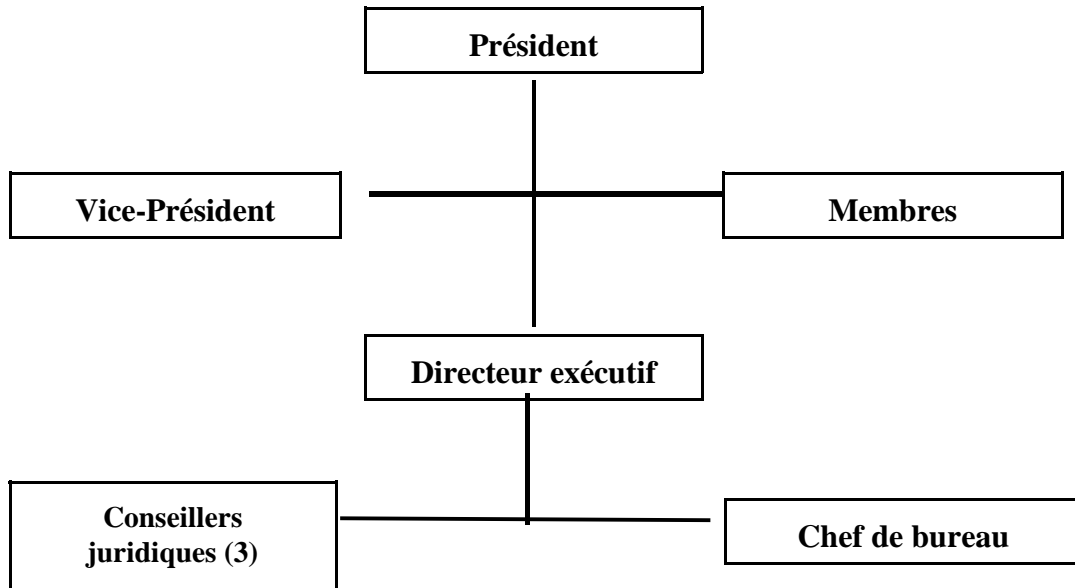 Président
Vice-Président
Membres
Directeur exécutif
Conseillers
juridiques (3)
Chef de bureau